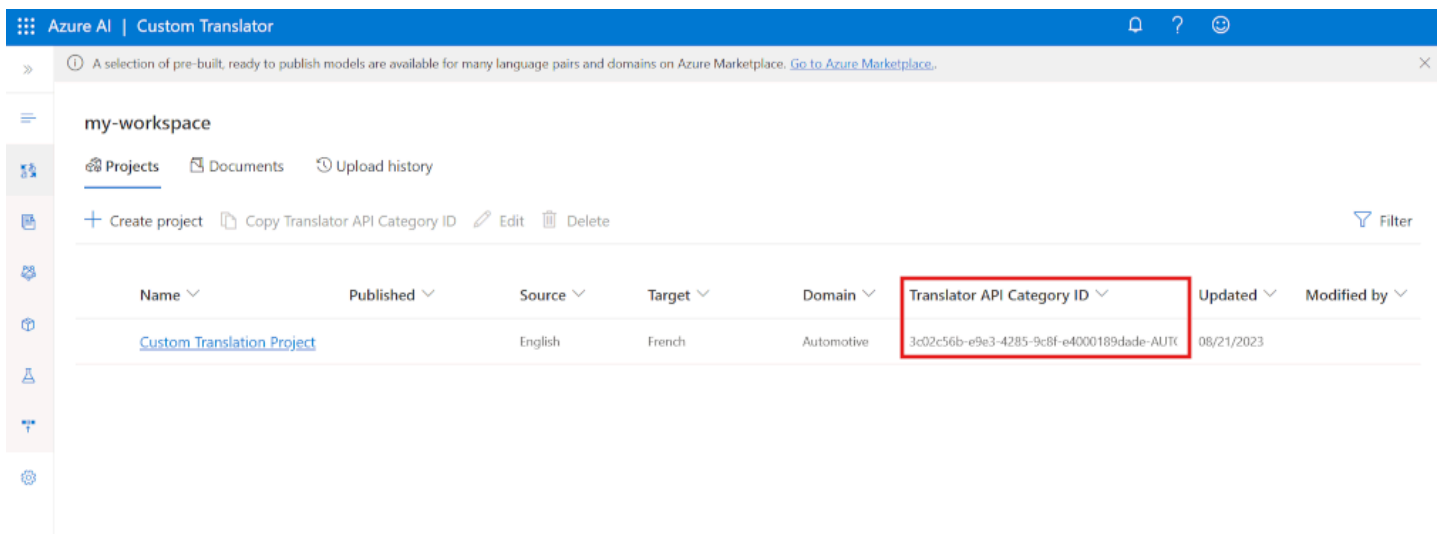 Azure AI | Custom Translator
A selection of pre-built, ready to publish models are available for many language pairs and domains on Azure Marketplace. Go to Azure Marketplace..
my-workspace
Projects Documents Upload history
Create project Copy Translator API Category ID Edit Delete Filter
Name Published Source Target Domain Translator API Category ID Updated Modified by
Custom Translation Project English French Automotive 3c02c56b-e9e3-4285-9c8f-e4000189dade-AUT 08/21/2023